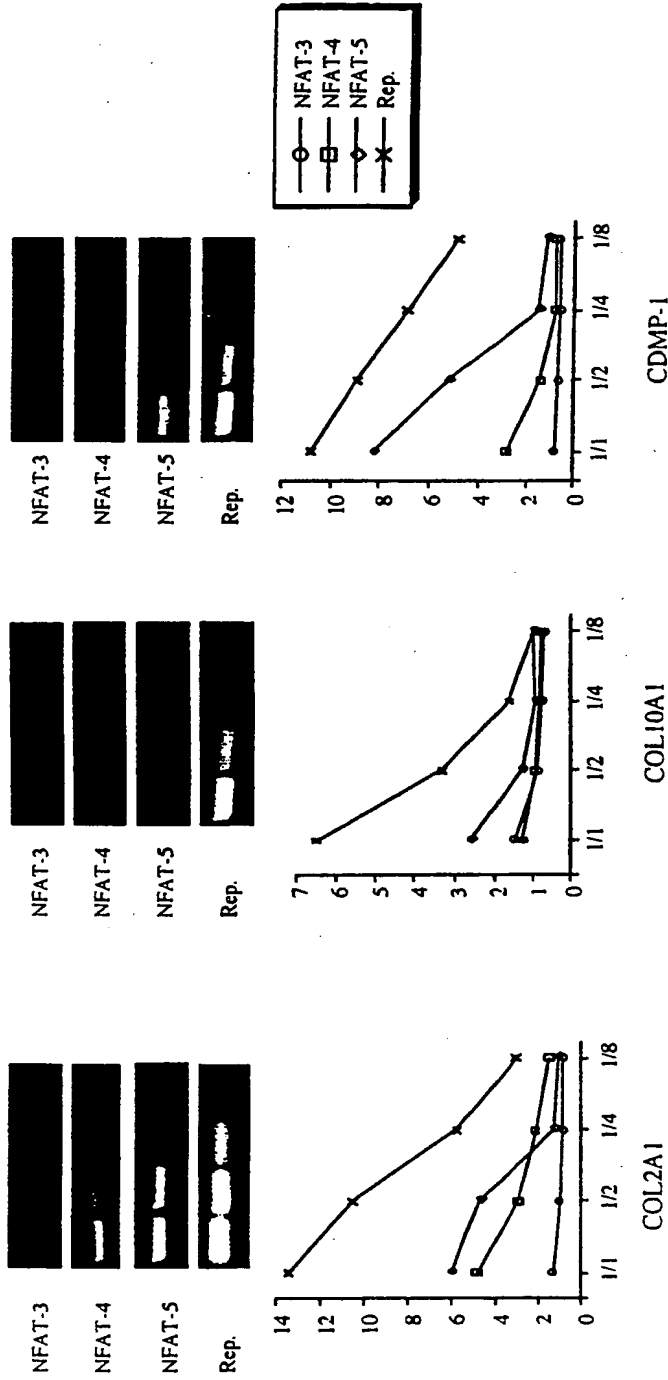 NFAT-3
NFAT-4
NFAT-5
Rep.
14
12
10
8
6
4
2
0
1/1
1/2
1/4
1/8
COL2A1
NFAT-3
NFAT-4
NFAT-5
Rep.
7
6
5
4
3
2
1
0
1/1
1/2
1/4
1/8
COL10A1
NFAT-3
NFAT-4
NFAT-5
Rep.
12
10
8
6
4
2
0
1/1
1/2
1/4
1/8
CDMP-1
NFAT-3
NFAT-4
NFAT-5
Rep.